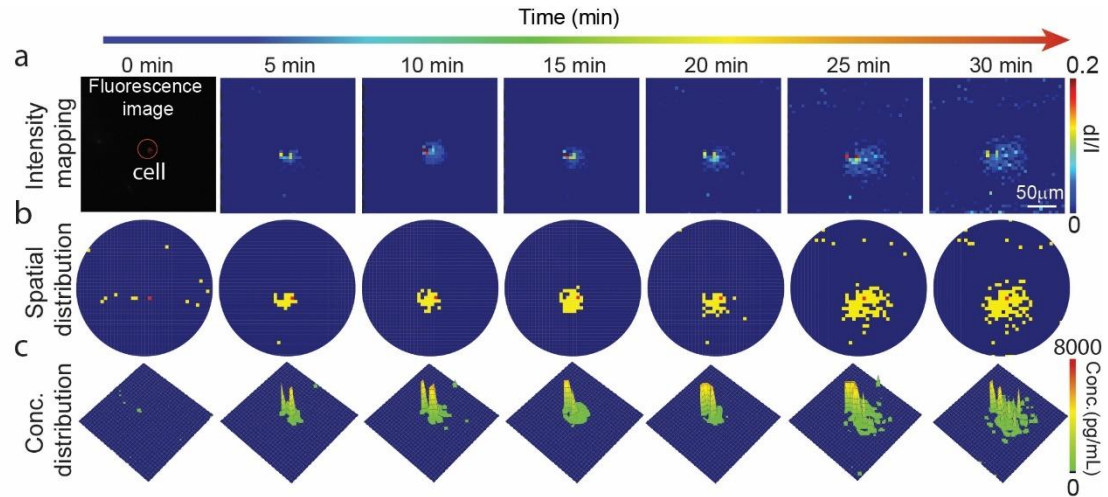 Time (min)
a
0 min 5 min 10 min 15 min 20 min 25 min 30 min
0.2
Fluorescence
image
cell
Intensity
mapping
dI/I
50μm
0
b
Spatial
distribution
c
8000
Conc.
distribution
Conc.(pg/mL)
0